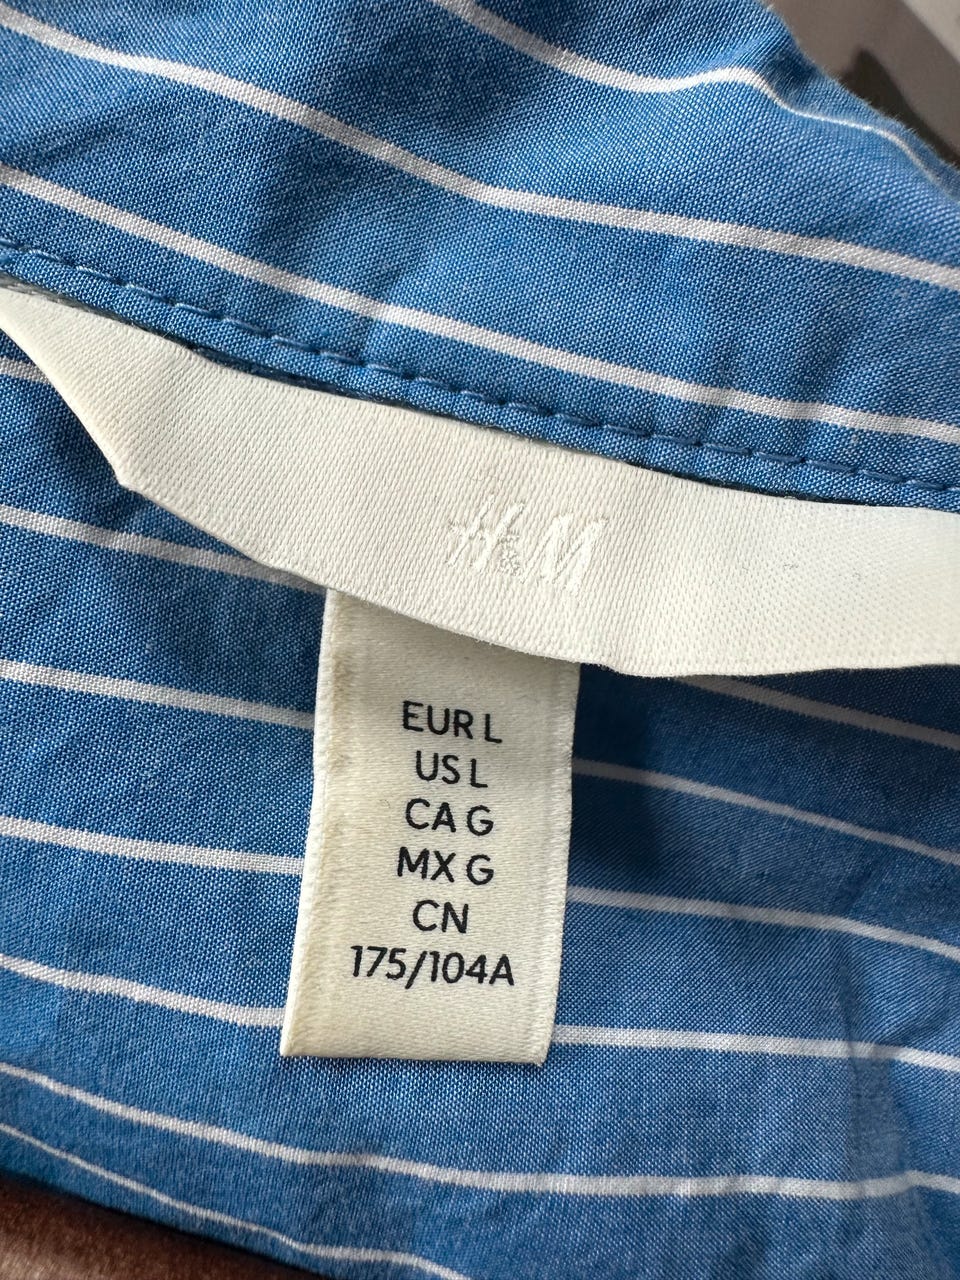 H&M
EUR L
US L
CA G
MX G
CN
175/104A